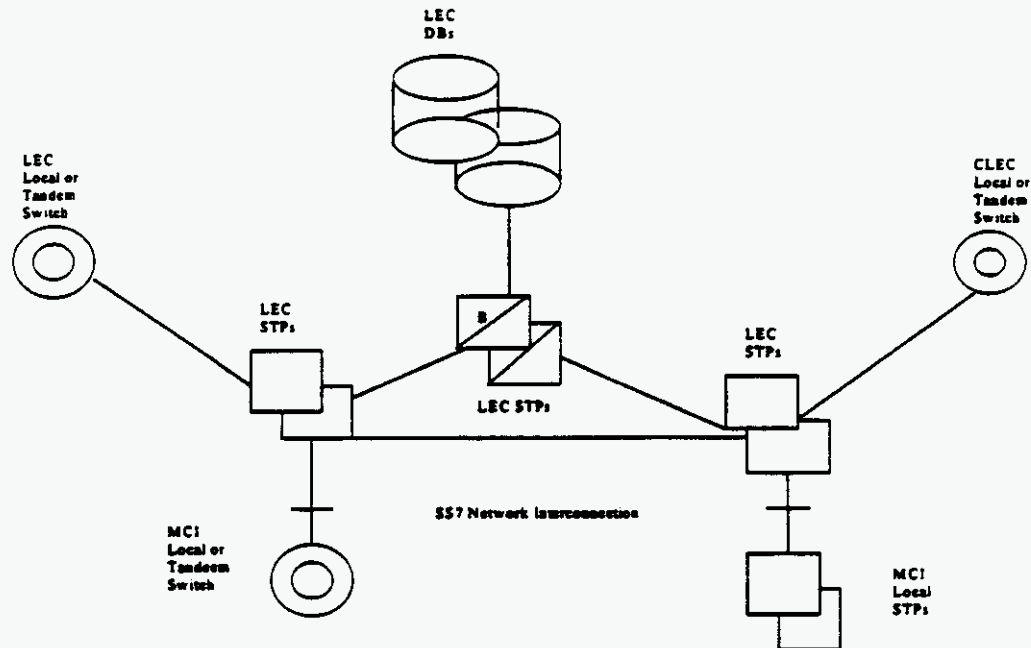 LEC
DBs
LEC
Local or
Tandem
Switch
CLEC
Local or
Tandem
Switch
LEC
STPs
B
LEC
STPs
LEC STPs
SS7 Network Interconnection
MCI
Local or
Tandem
Switch
MCI
Local
STPs